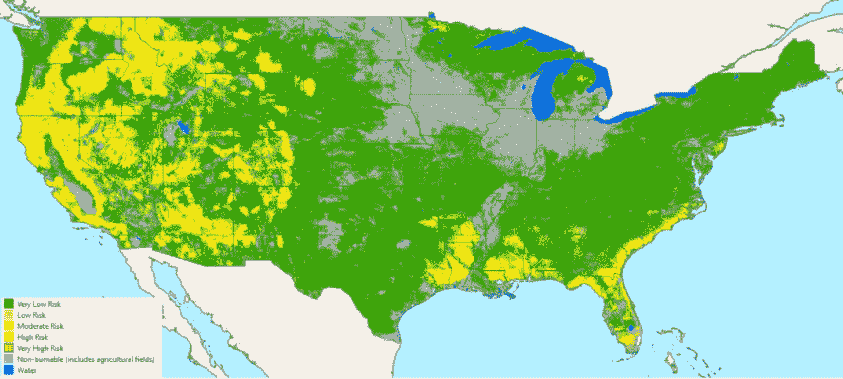 Very Low Risk
Low Risk
Moderate Risk
High Risk
Very High Risk
Non-burnable (includes agricultural fields)
Water